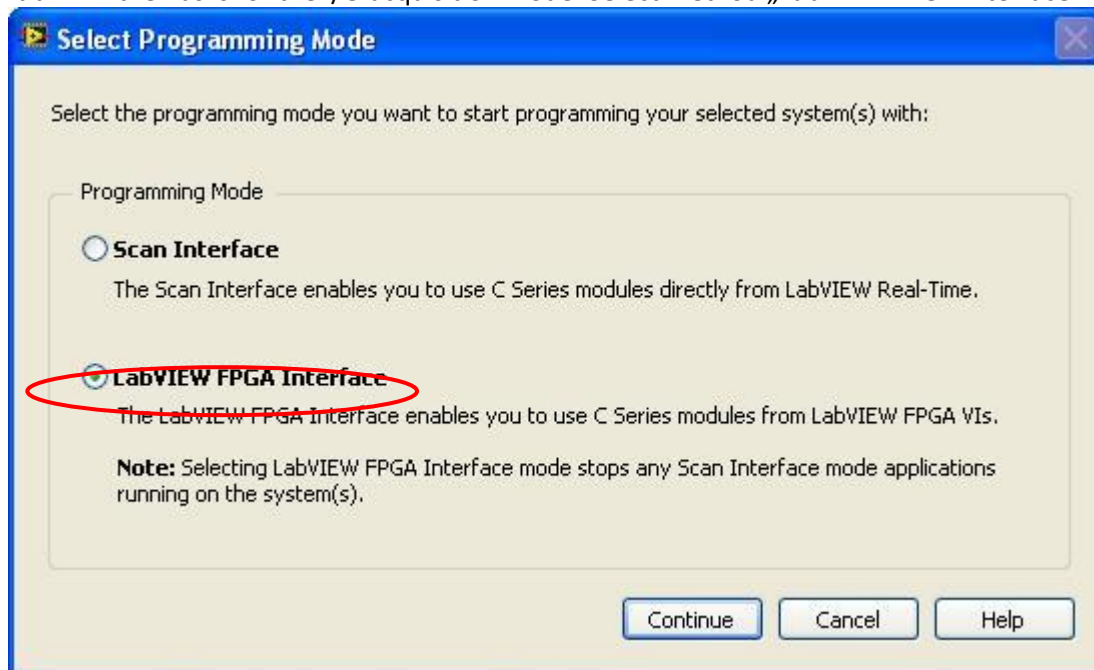 Select Programming Mode
Select the programming mode you want to start programming your selected system(s) with:
Programming Mode
Scan Interface
The Scan Interface enables you to use C Series modules directly from LabVIEW Real-Time.
LabVIEW FPGA Interface
The LabVIEW FPGA Interface enables you to use C Series modules from LabVIEW FPGA VIs.
Note: Selecting LabVIEW FPGA Interface mode stops any Scan Interface mode applications
running on the system(s).
Continue Cancel Help